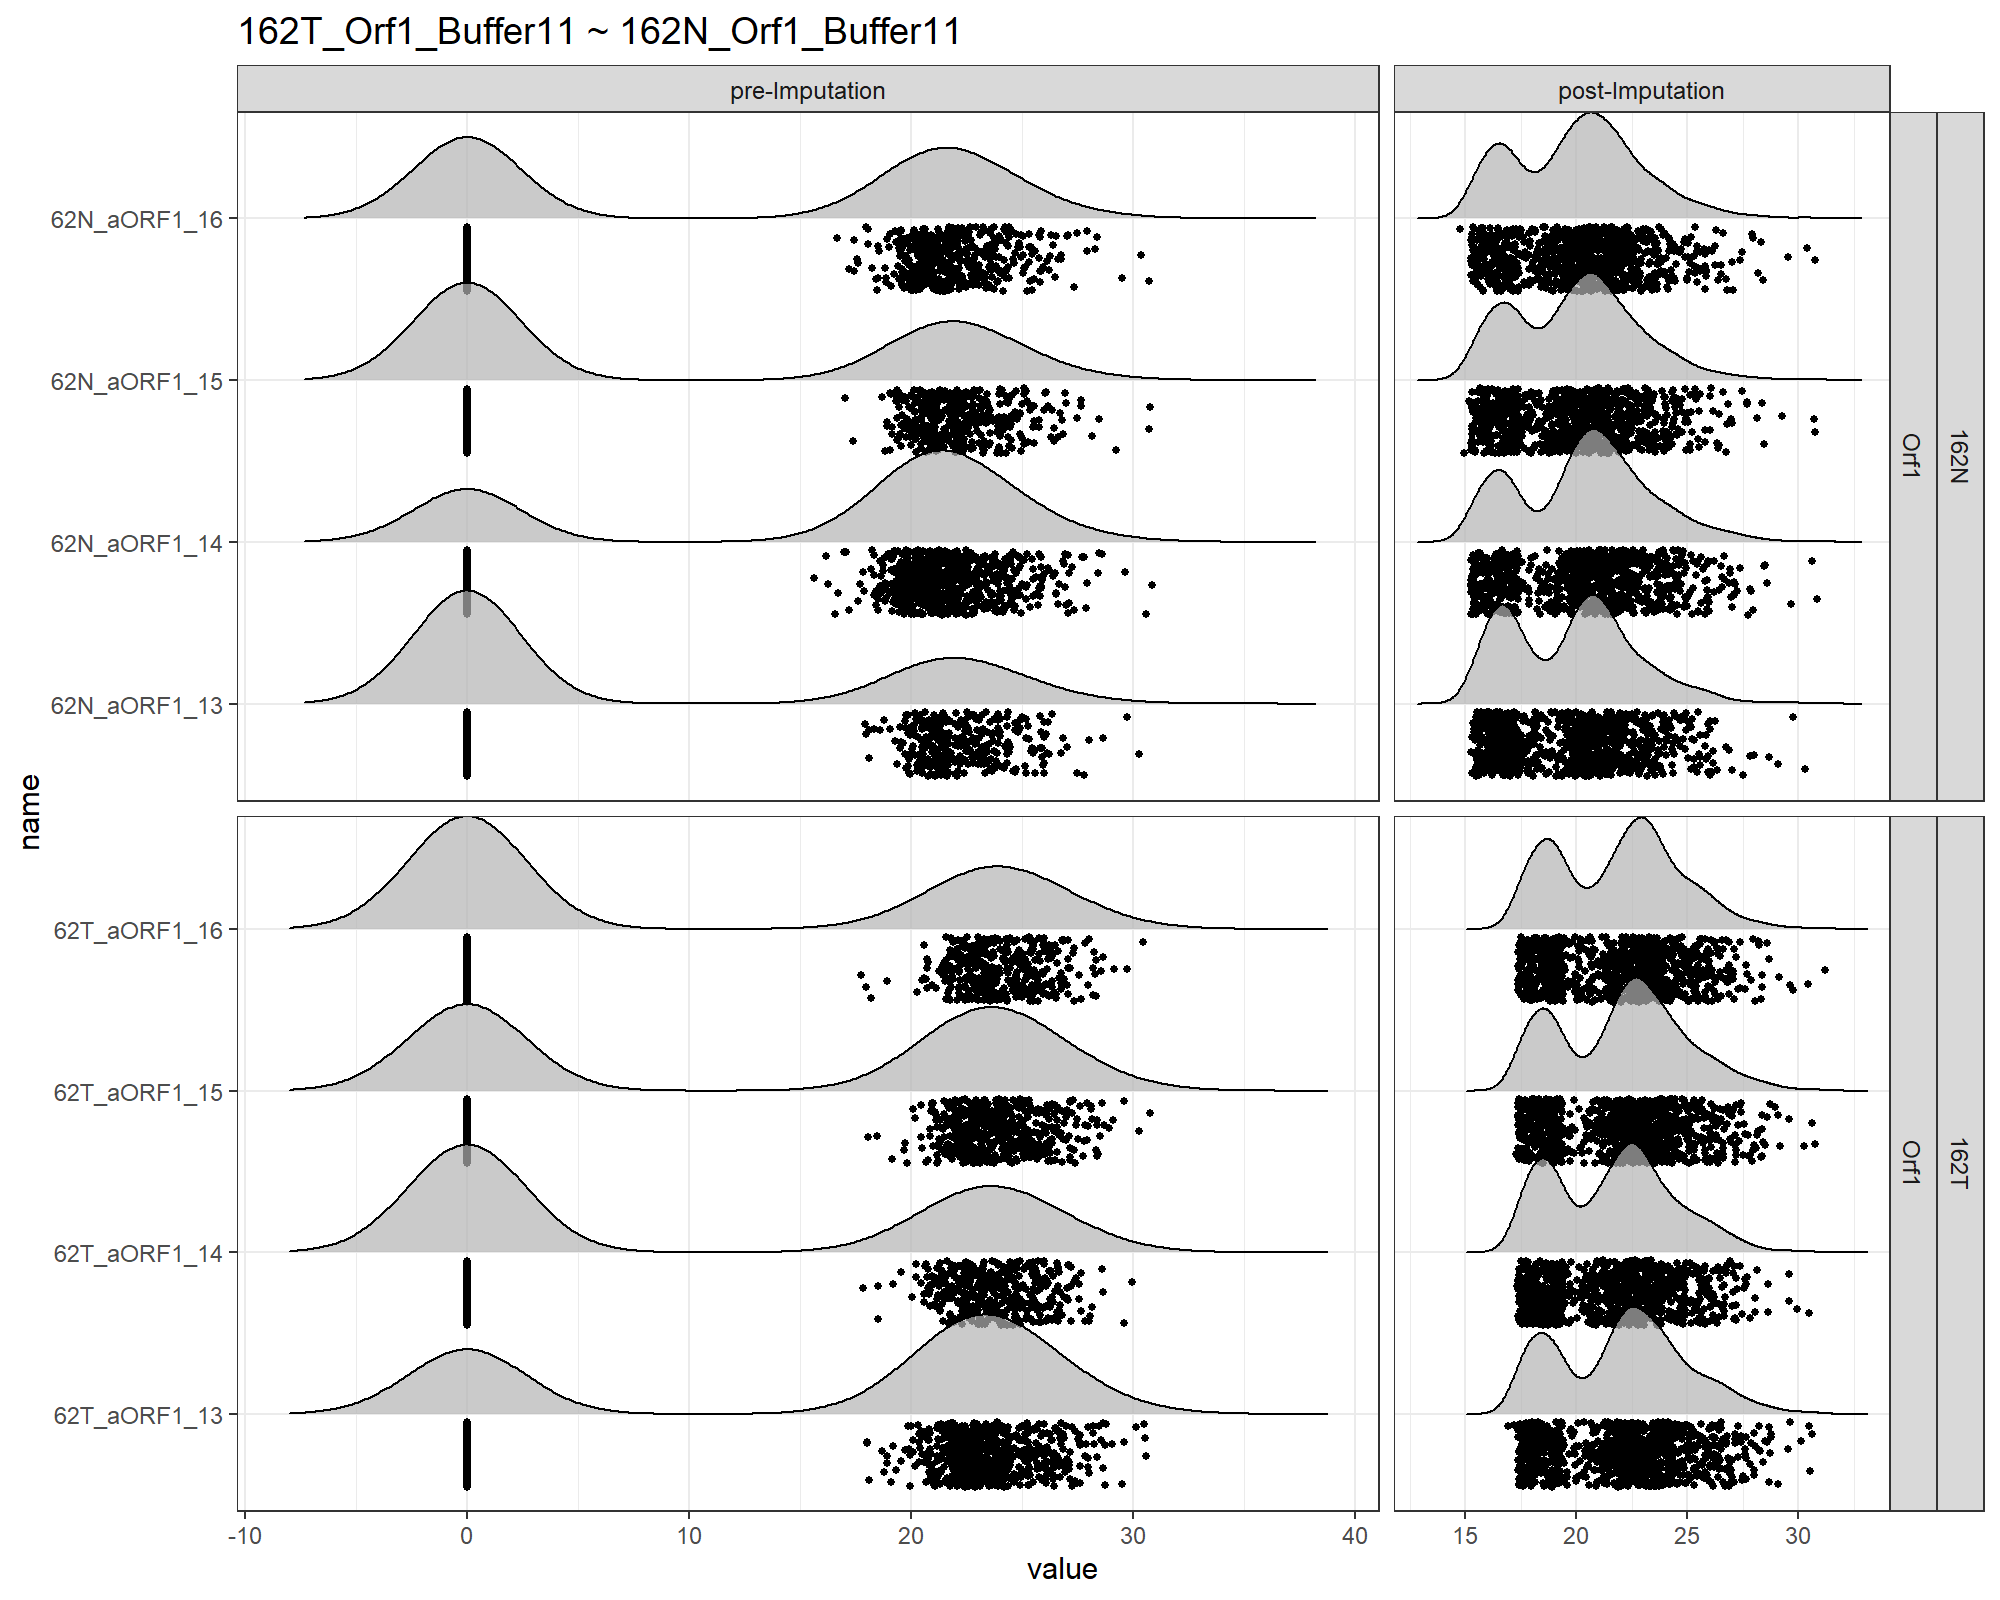 162T_Orf1_Buffer11 ~ 162N_Orf1_Buffer11
pre-Imputation
post-Imputation
62N_aORF1_16
62N_aORF1_15
62N_aORF1_14
62N_aORF1_13
Orf1
162N
name
62T_aORF1_16
62T_aORF1_15
62T_aORF1_14
62T_aORF1_13
Orf1
162T
-10 0 10 20 30 40
15 20 25 30
value